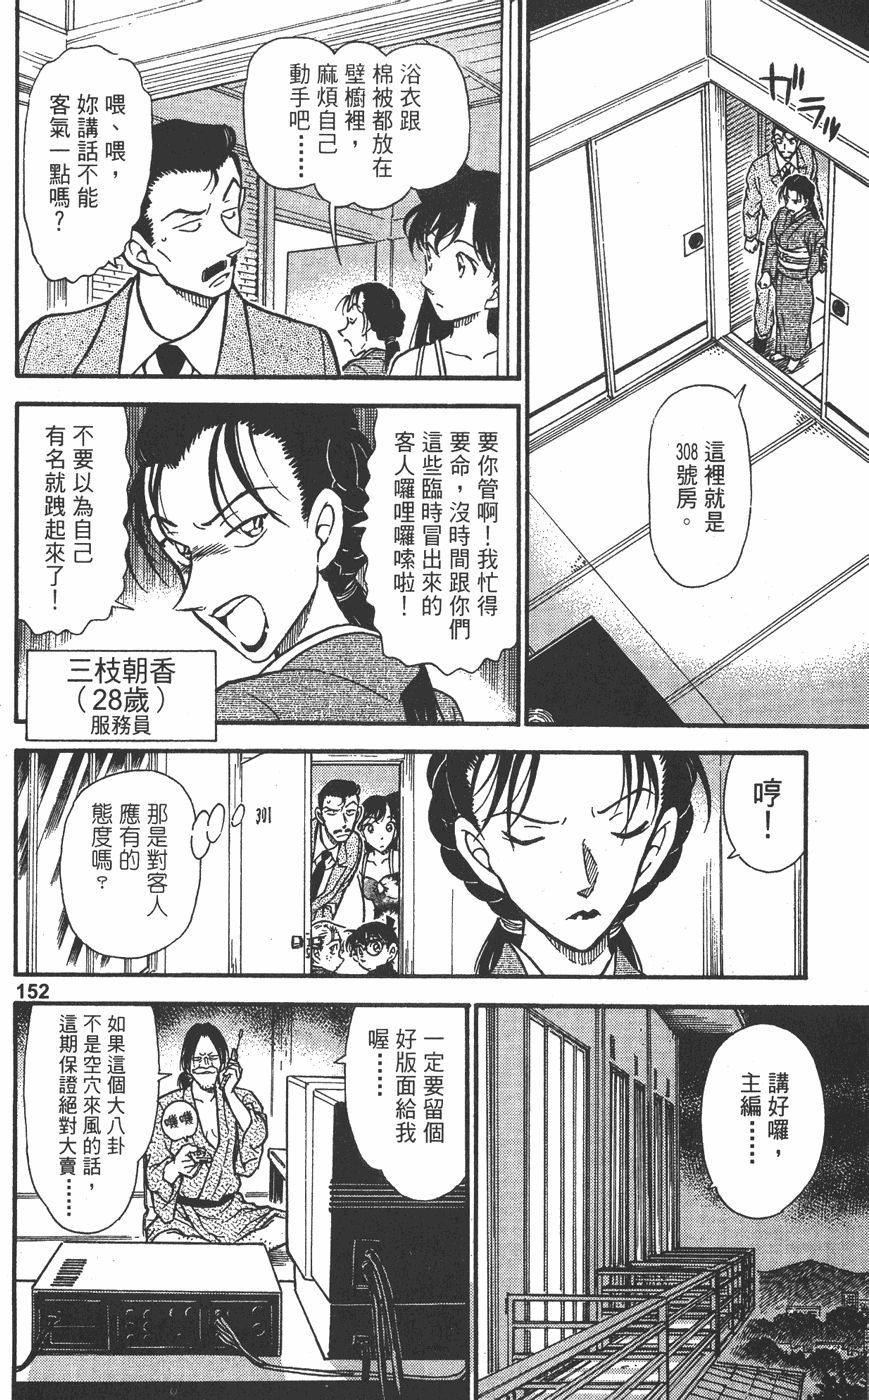 ガラッ
這裡就是
308號房。
浴衣跟
棉被都放在
壁櫥裡，
麻煩自己
動手吧……
喂、喂，
妳講話不能
客氣一點嗎？
要你管啊！我忙得
要命，沒時間跟你們
這些臨時冒出來的
客人囉哩囉嗦啦！
不要以為自己
有名就跩起來了！
三枝朝香
（28歲）
服務員
哼！
301
那是對客人
應有的
態度嗎？
152
講好囉，
主編……
一定要留個
好版面給我
喔……
如果這個大八卦
不是空穴來風的話，
這期保證絕對大賣……
噗噗